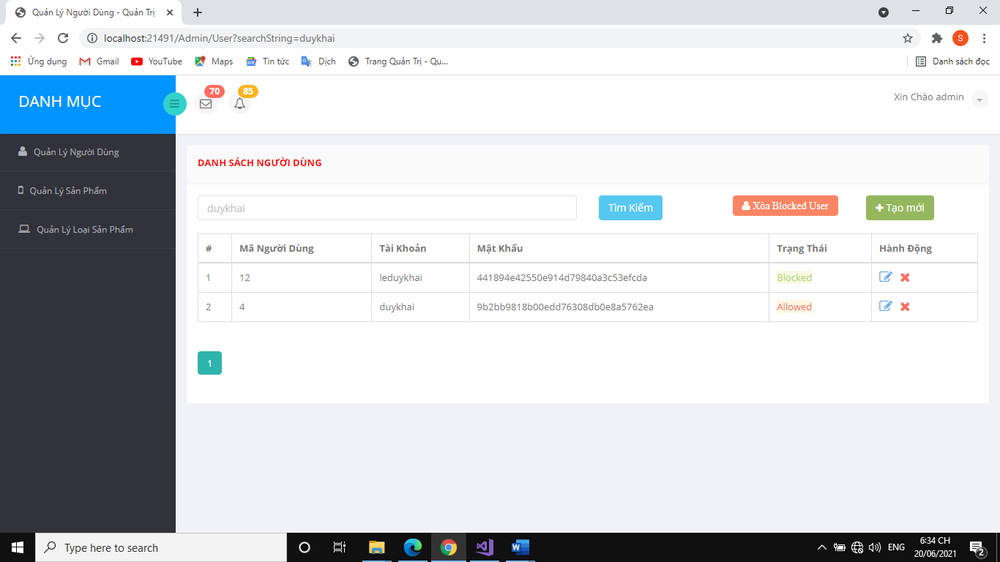 Quản Lý Người Dùng - Quản Trị
localhost:21491/Admin/User?searchString=duykhai
S
Ứng dụng Gmail YouTube Maps Tin tức Dịch Trang Quản Trị - Qu... Danh sách đọc
DANH MỤC
70 85
Xin Chào admin
Quản Lý Người Dùng
Quản Lý Sản Phẩm
Quản Lý Loại Sản Phẩm
DANH SÁCH NGƯỜI DÙNG
duykhai Tìm Kiếm Xóa Blocked User Tạo mới
# Mã Người Dùng Tài Khoản Mật Khẩu Trạng Thái Hành Động
1 12 leduykhai 441894e42550e914d79840a3c53efcda Blocked
2 4 duykhai 9b2bb9818b00edd76308db0e8a5762ea Allowed
1
Type here to search
ENG
6:34 CH
20/06/2021
2